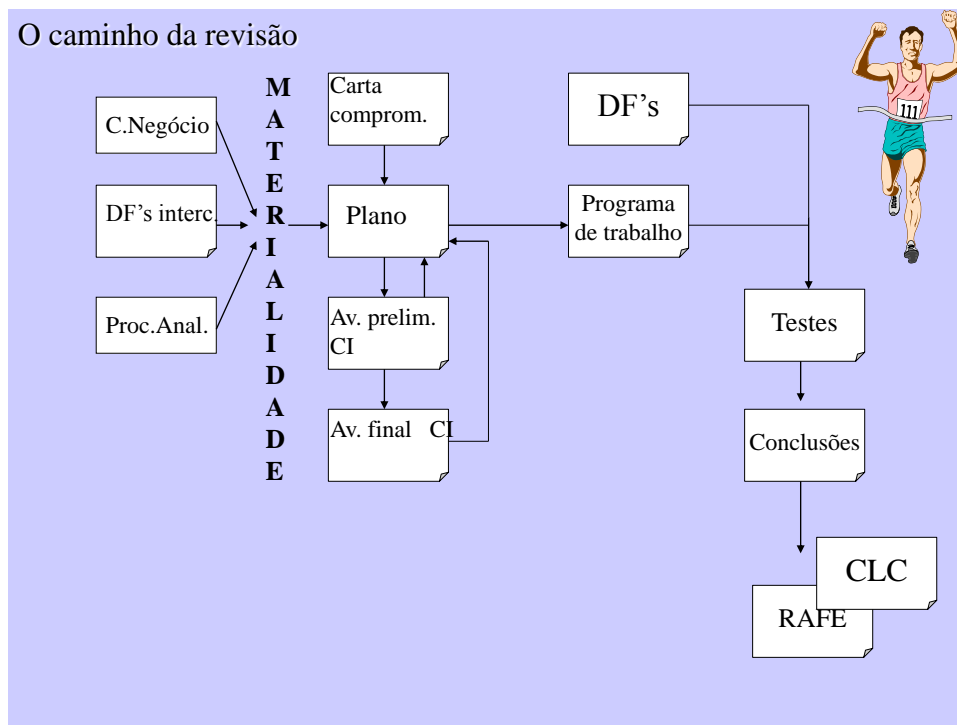 O caminho da revisão
C.Negócio
DF's interc.
Proc.Anal.
M
A
T
E
R
I
A
L
I
D
A
D
E
Carta
comprom.
Plano
Av. prelim.
CI
Av. final CI
DF's
Programa
de trabalho
111
Testes
Conclusões
CLC
RAFE